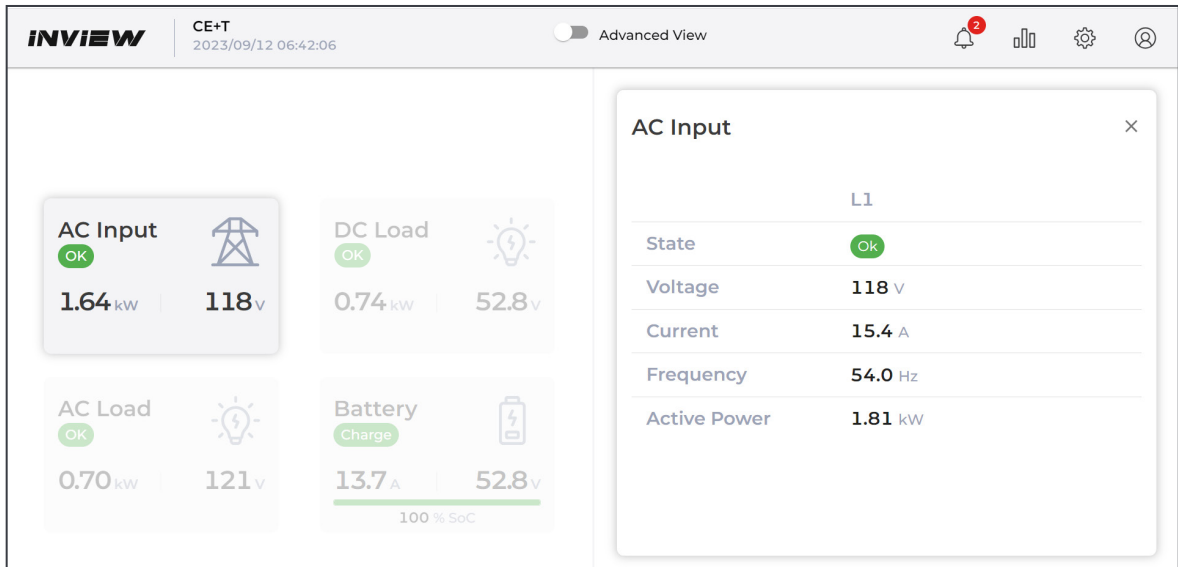 INVIEW
CE+T
2023/09/12 06:42:06
Advanced View
2
AC Input
OK
1.64 kW 118 V
DC Load
OK
0.74 kW 52.8 V
AC Load
OK
0.70 kW 121 V
Battery
Charge
13.7 A 52.8 V
100 % SoC
AC Input
L1
State Ok
Voltage 118 V
Current 15.4 A
Frequency 54.0 Hz
Active Power 1.81 kW